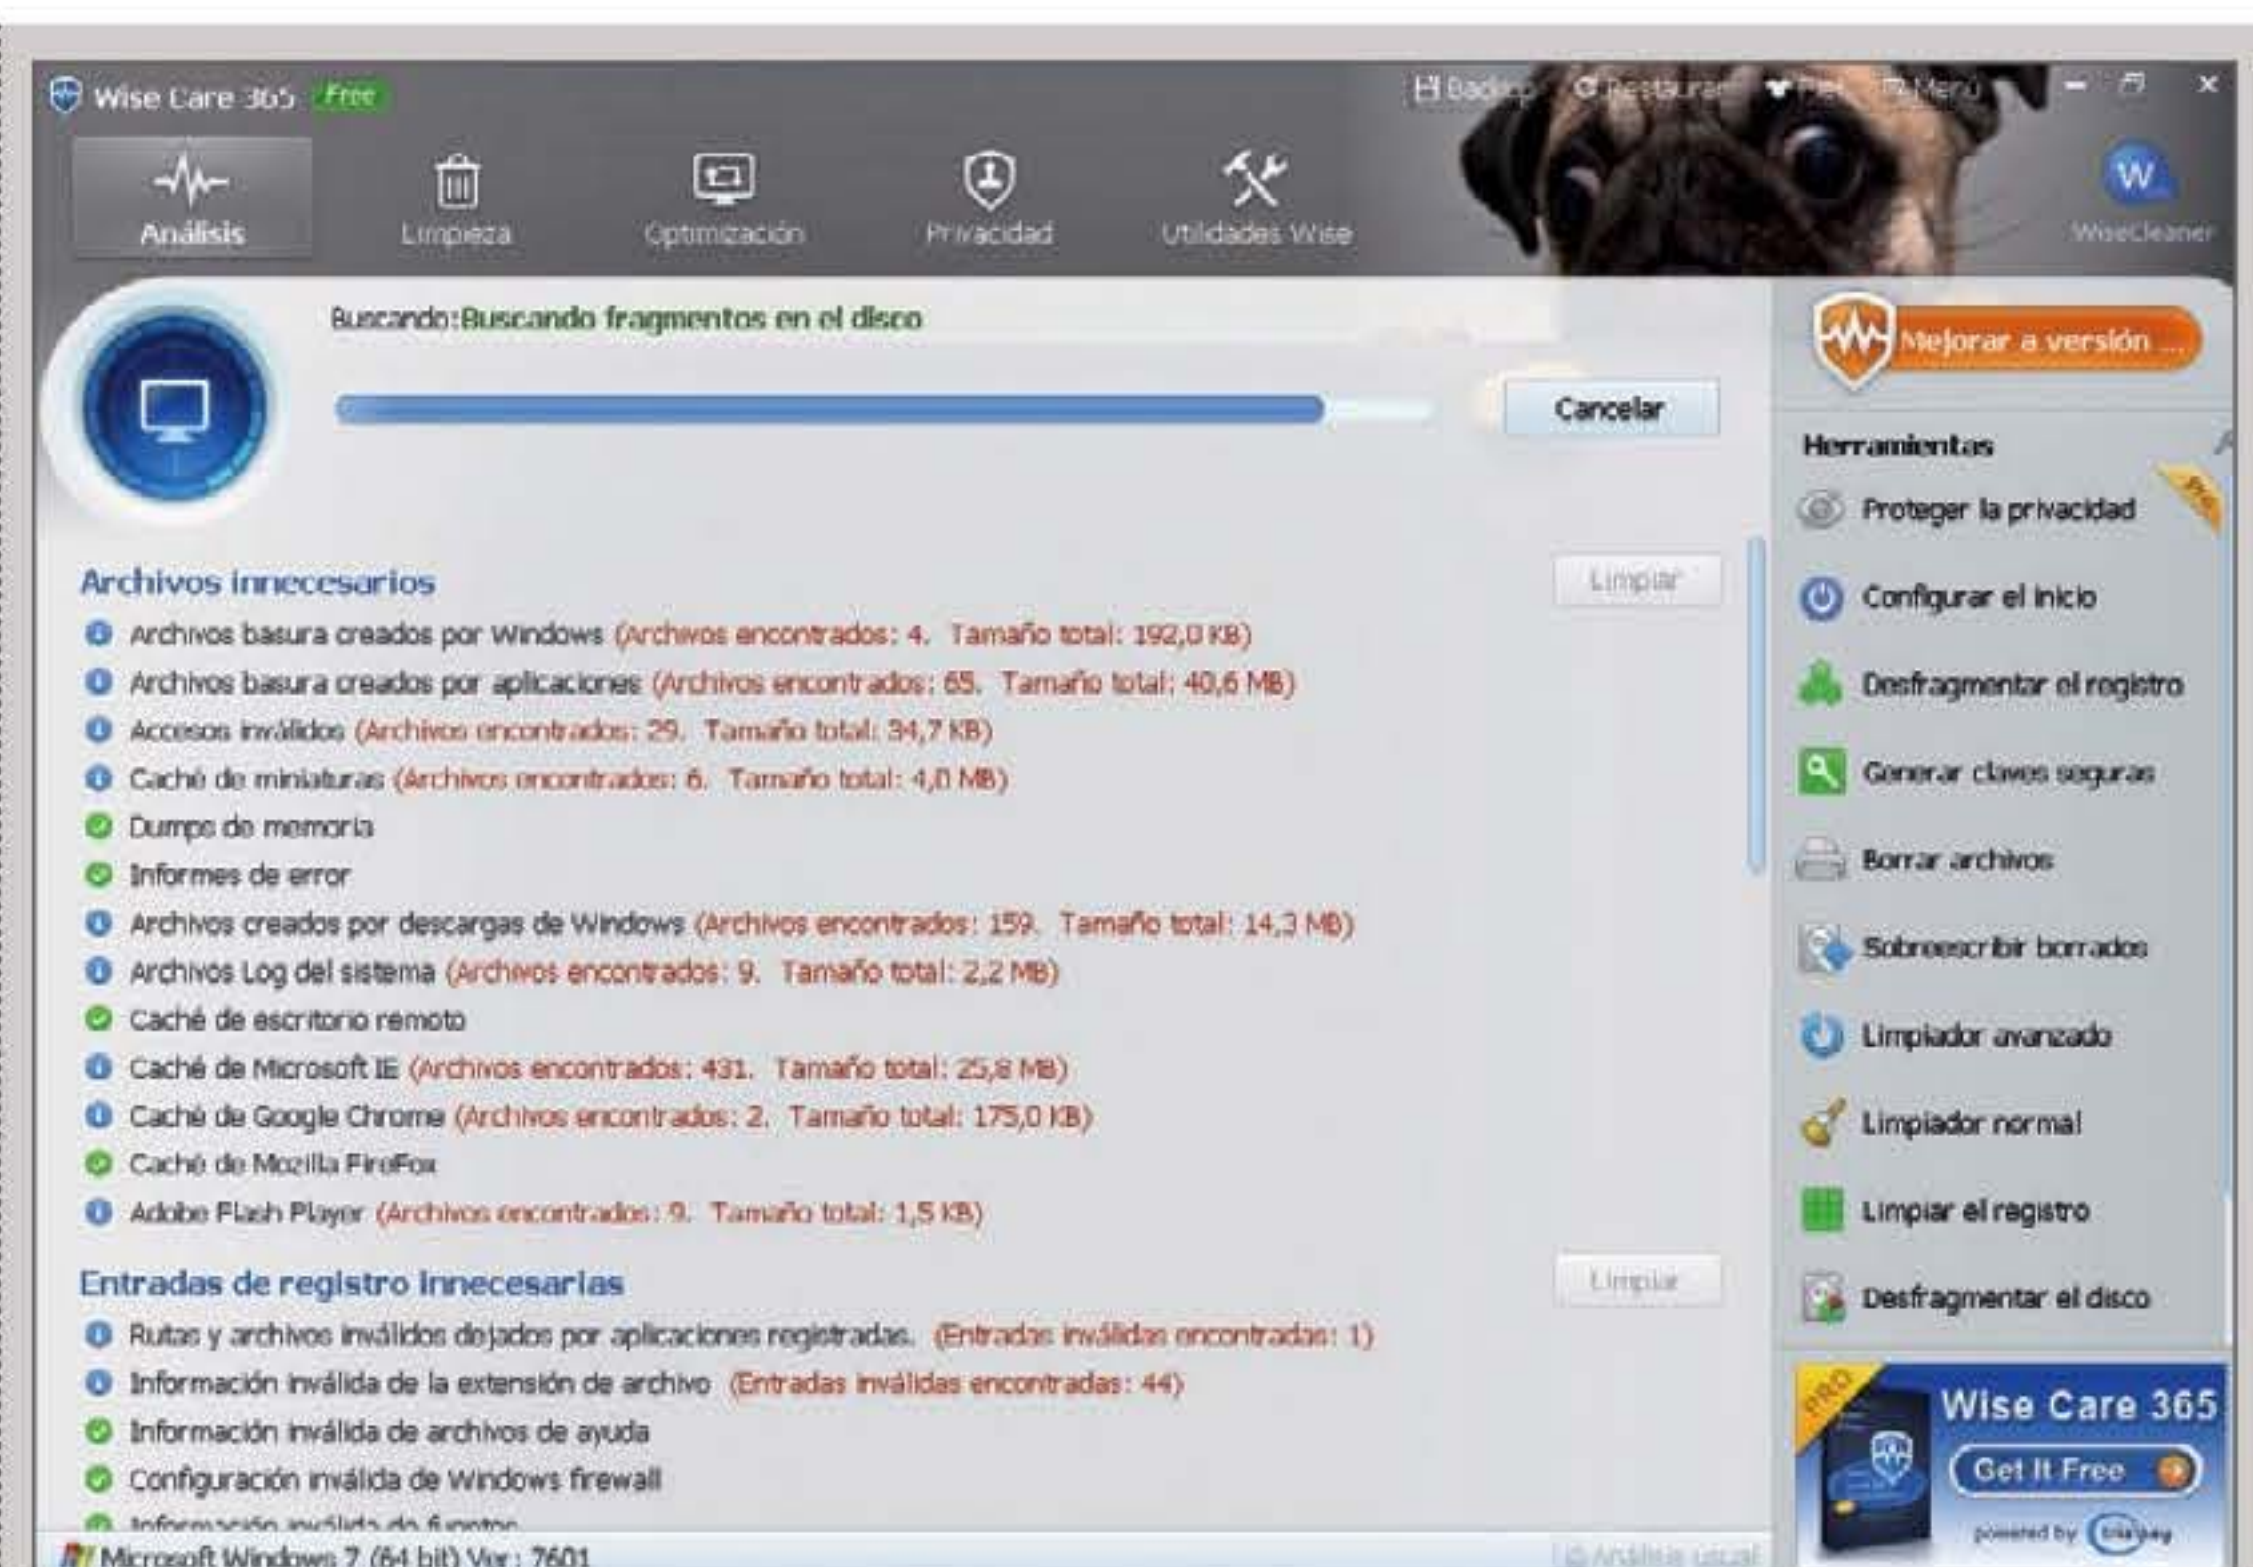 Wise Care 365 Free
Backup Restaurar Piel Menú
Análisis
Limpieza
Optimización
Privacidad
Utilidades Wise
W
WiseCleaner
Buscando:Buscando fragmentos en el disco
Cancelar
Mejorar a versión ...
Archivos innecesarios
Limpiar
Archivos basura creados por Windows (Archivos encontrados: 4. Tamaño total: 192,0 KB)
Archivos basura creados por aplicaciones (Archivos encontrados: 65. Tamaño total: 40,6 MB)
Accesos inválidos (Archivos encontrados: 29. Tamaño total: 34,7 KB)
Caché de miniaturas (Archivos encontrados: 6. Tamaño total: 4,0 MB)
Dumps de memoria
Informes de error
Archivos creados por descargas de Windows (Archivos encontrados: 159. Tamaño total: 14,3 MB)
Archivos Log del sistema (Archivos encontrados: 9. Tamaño total: 2,2 MB)
Caché de escritorio remoto
Caché de Microsoft IE (Archivos encontrados: 431. Tamaño total: 25,8 MB)
Caché de Google Chrome (Archivos encontrados: 2. Tamaño total: 175,0 KB)
Caché de Mozilla FireFox
Adobe Flash Player (Archivos encontrados: 9. Tamaño total: 1,5 KB)
Entradas de registro innecesarias
Limpiar
Rutas y archivos inválidos dejados por aplicaciones registradas. (Entradas inválidas encontradas: 1)
Información inválida de la extensión de archivo (Entradas inválidas encontradas: 44)
Información inválida de archivos de ayuda
Configuración inválida de Windows firewall
Información inválida de fuentes
Microsoft Windows 7 (64 bit) Ver: 7601
Análisis usual
Herramientas
Proteger la privacidad
Pro
Configurar el inicio
Desfragmentar el registro
Generar claves seguras
Borrar archivos
Sobreescribir borrados
Limpiador avanzado
Limpiador normal
Limpiar el registro
Desfragmentar el disco
PRO
Wise Care 365
Get It Free
powered by trialpay